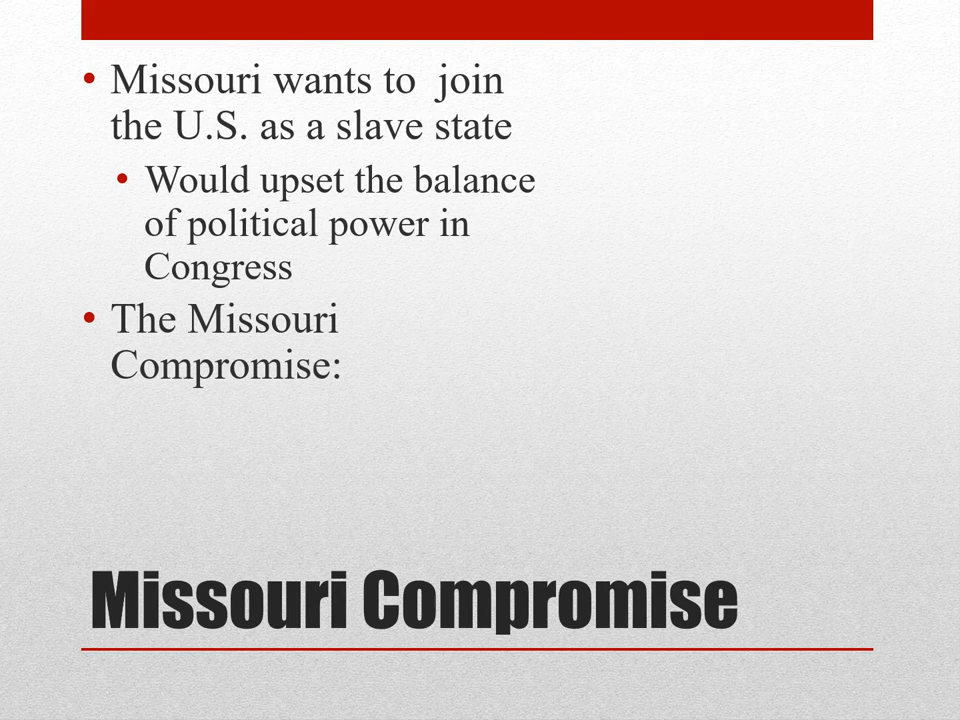 • Missouri wants to  join
the U.S. as a slave state
• Would upset the balance
of political power in
Congress
• The Missouri
Compromise:
Missouri Compromise